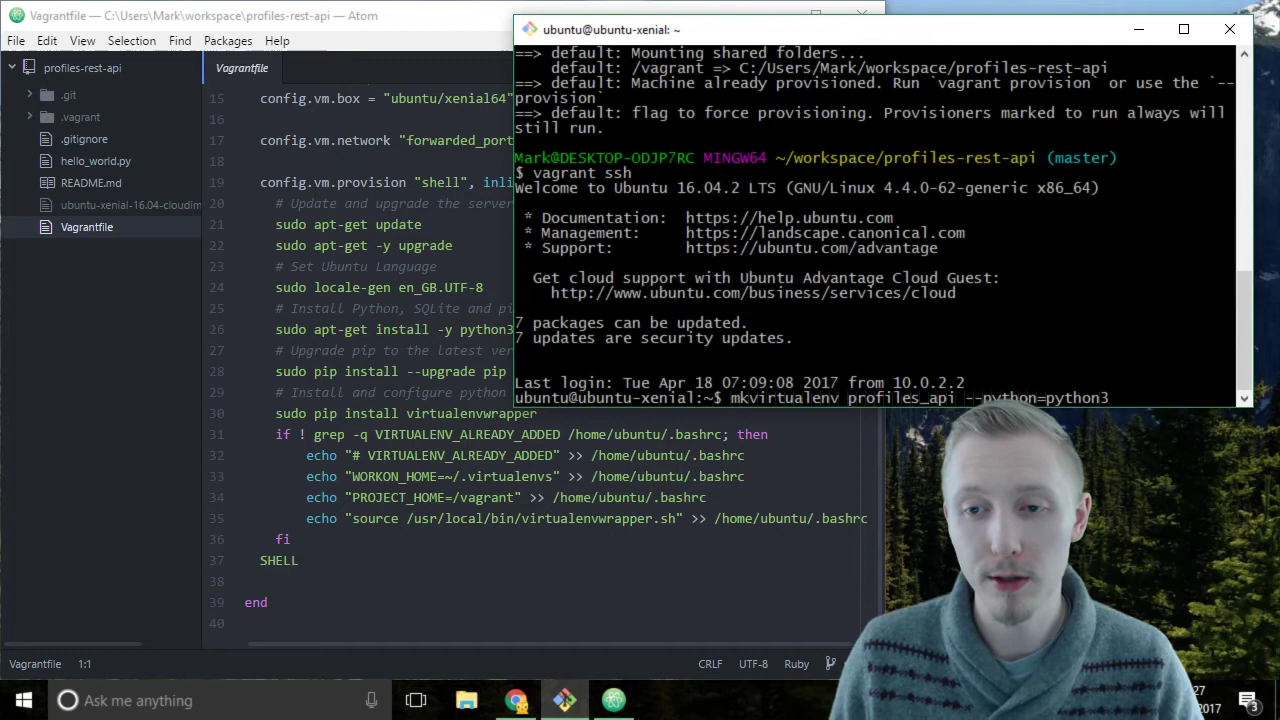 Vagrantfile — C:\Users\Mark\workspace\profiles-rest-api — Atom
File Edit View Selection Find Packages Help
profiles-rest-api
.git
.vagrant
.gitignore
hello_world.py
README.md
ubuntu-xenial-16.04-cloudim
Vagrantfile
Vagrantfile
15 config.vm.box = "ubuntu/xenial64"
16
17 config.vm.network "forwarded_port
18
19 config.vm.provision "shell", inli
20 # Update and upgrade the server
21 sudo apt-get update
22 sudo apt-get -y upgrade
23 # Set Ubuntu Language
24 sudo locale-gen en_GB.UTF-8
25 # Install Python, SQLite and pi
26 sudo apt-get install -y python3
27 # Upgrade pip to the latest ver
28 sudo pip install --upgrade pip
29 # Install and configure python
30 sudo pip install virtualenvwrapper
31 if ! grep -q VIRTUALENV_ALREADY_ADDED /home/ubuntu/.bashrc; then
32 echo "# VIRTUALENV_ALREADY_ADDED" >> /home/ubuntu/.bashrc
33 echo "WORKON_HOME=~/.virtualenvs" >> /home/ubuntu/.bashrc
34 echo "PROJECT_HOME=/vagrant" >> /home/ubuntu/.bashrc
35 echo "source /usr/local/bin/virtualenvwrapper.sh" >> /home/ubuntu/.bashrc
36 fi
37 SHELL
38
39 end
40
Vagrantfile 1:1 CRLF UTF-8 Ruby
ubuntu@ubuntu-xenial: ~
==> default: Mounting shared folders...
default: /vagrant => C:/Users/Mark/workspace/profiles-rest-api
==> default: Machine already provisioned. Run `vagrant provision` or use the `--
provision`
==> default: flag to force provisioning. Provisioners marked to run always will
still run.
Mark@DESKTOP-ODJP7RC MINGW64 ~/workspace/profiles-rest-api (master)
$ vagrant ssh
Welcome to Ubuntu 16.04.2 LTS (GNU/Linux 4.4.0-62-generic x86_64)
* Documentation: https://help.ubuntu.com
* Management: https://landscape.canonical.com
* Support: https://ubuntu.com/advantage
Get cloud support with Ubuntu Advantage Cloud Guest:
http://www.ubuntu.com/business/services/cloud
7 packages can be updated.
7 updates are security updates.
Last login: Tue Apr 18 07:09:08 2017 from 10.0.2.2
ubuntu@ubuntu-xenial:~$ mkvirtualenv profiles_api --python=python3
Ask me anything
27
2017
3